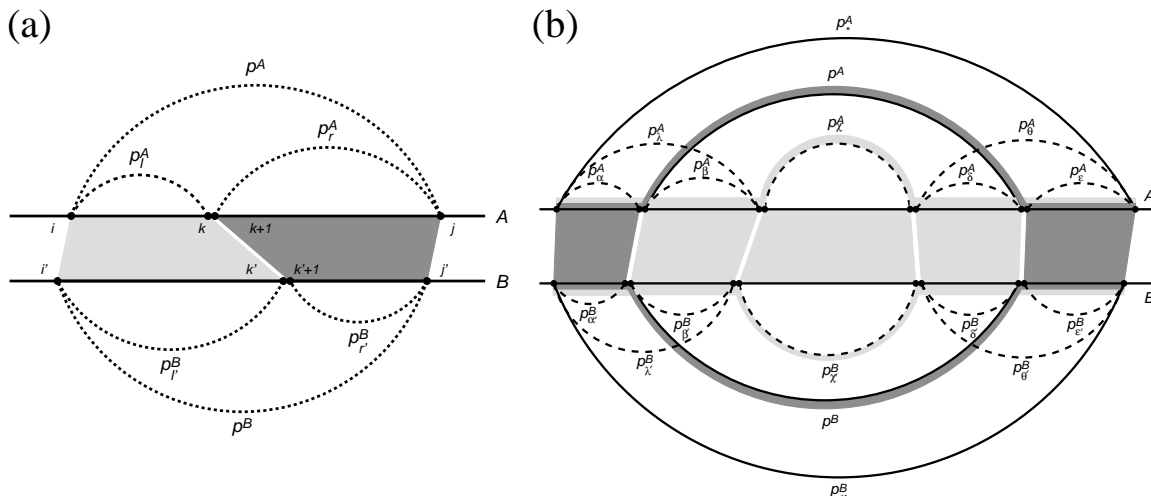 (a)
p^A
p_r^A
p_l^A
A
i
k
k+1
j
i'
k'
k'+1
j'
B
p_{l'}^B
p_{r'}^B
p^B
(b)
p_*^A
p^A
p_λ^A
p_χ^A
p_θ^A
p_α^A
p_β^A
p_δ^A
p_ε^A
A
B
p_{α'}^B
p_{β'}^B
p_{δ'}^B
p_{ε'}^B
p_{λ'}^B
p_{χ'}^B
p_{θ'}^B
p^B